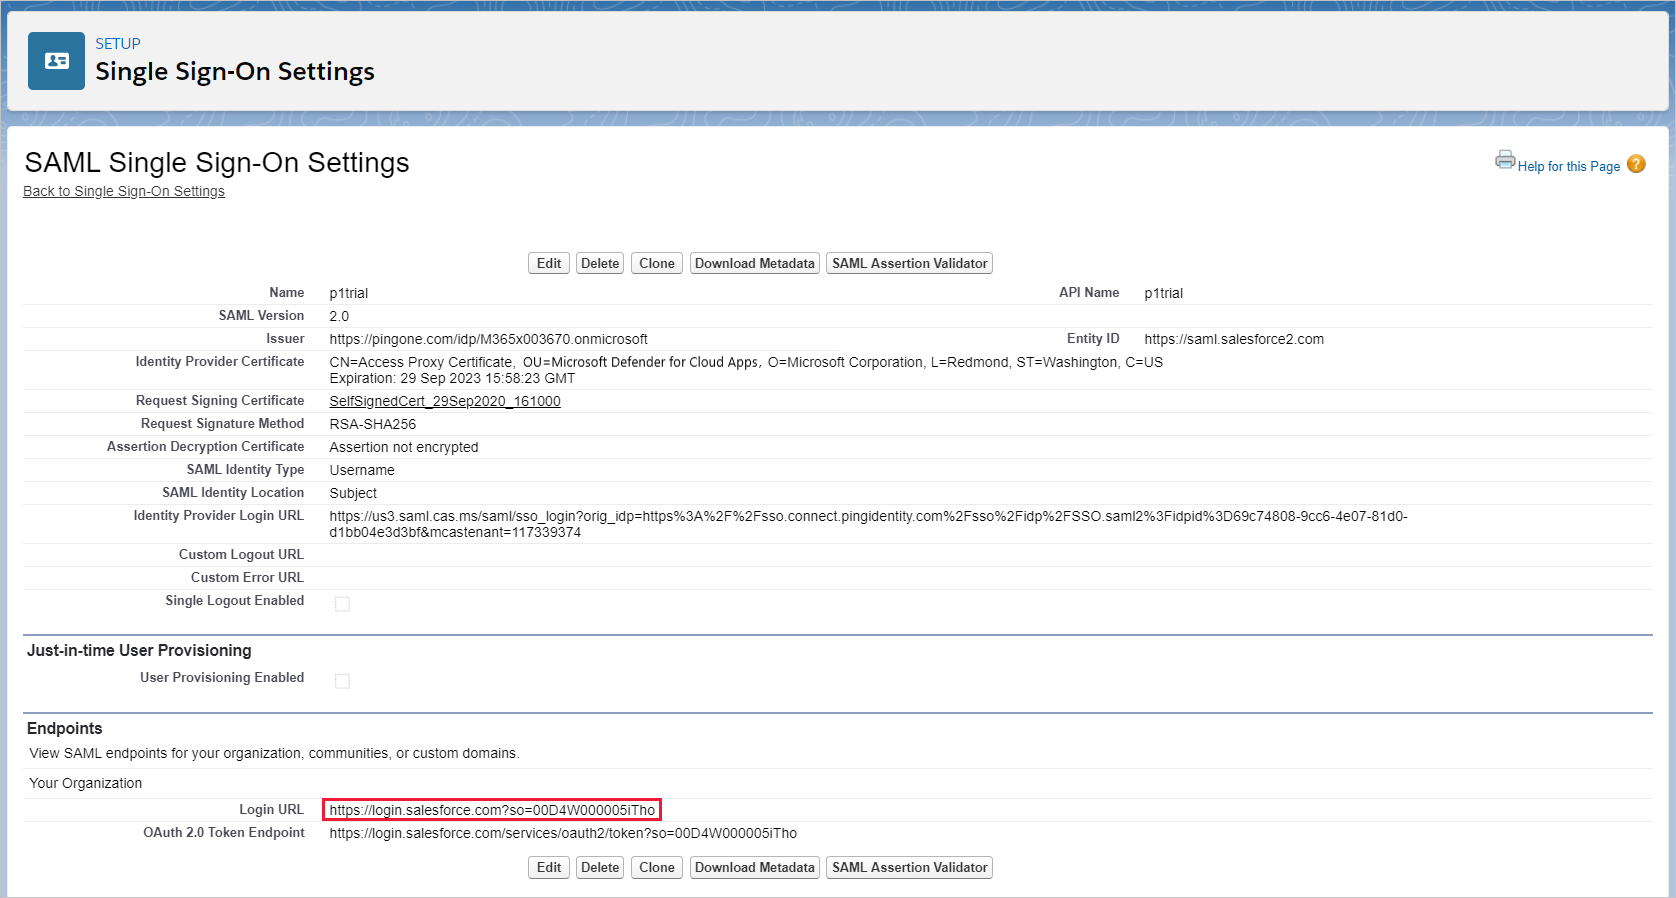 SETUP
Single Sign-On Settings
SAML Single Sign-On Settings
Help for this Page ?
Back to Single Sign-On Settings
Edit Delete Clone Download Metadata SAML Assertion Validator
Name p1trial API Name p1trial
SAML Version 2.0
Issuer https://pingone.com/idp/M365x003670.onmicrosoft Entity ID https://saml.salesforce2.com
Identity Provider Certificate CN=Access Proxy Certificate, OU=Microsoft Defender for Cloud Apps, O=Microsoft Corporation, L=Redmond, ST=Washington, C=US
Expiration: 29 Sep 2023 15:58:23 GMT
Request Signing Certificate SelfSignedCert_29Sep2020_161000
Request Signature Method RSA-SHA256
Assertion Decryption Certificate Assertion not encrypted
SAML Identity Type Username
SAML Identity Location Subject
Identity Provider Login URL https://us3.saml.cas.ms/saml/sso_login?orig_idp=https%3A%2F%2Fsso.connect.pingidentity.com%2Fsso%2Fidp%2FSSO.saml2%3Fidpid%3D69c74808-9cc6-4e07-81d0-
d1bb04e3d3bf&mcastenant=117339374
Custom Logout URL
Custom Error URL
Single Logout Enabled
Just-in-time User Provisioning
User Provisioning Enabled
Endpoints
View SAML endpoints for your organization, communities, or custom domains.
Your Organization
Login URL https://login.salesforce.com?so=00D4W000005iTho
OAuth 2.0 Token Endpoint https://login.salesforce.com/services/oauth2/token?so=00D4W000005iTho
Edit Delete Clone Download Metadata SAML Assertion Validator